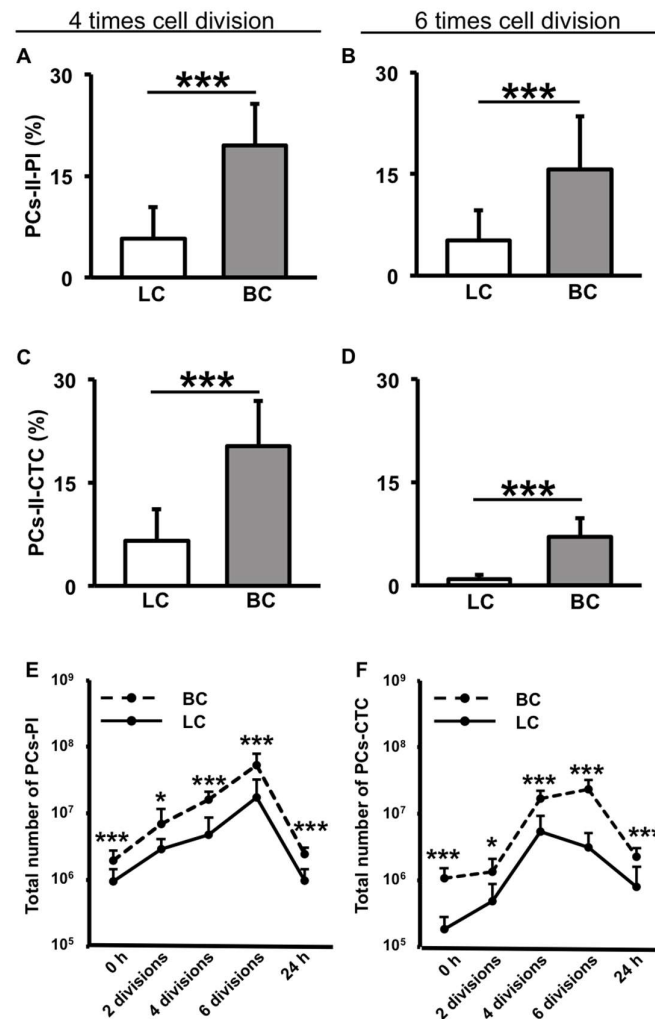 4 times cell division
6 times cell division
A
B
***
***
PCs-II-PI (%)
30
15
0
30
15
0
LC
BC
LC
BC
C
D
***
***
PCs-II-CTC (%)
30
15
0
30
15
0
LC
BC
LC
BC
E
F
Total number of PCs-PI
10⁹
10⁸
10⁷
10⁶
10⁵
BC
LC
***
*
***
***
***
0 h
2 divisions
4 divisions
6 divisions
24 h
Total number of PCs-CTC
10⁹
10⁸
10⁷
10⁶
10⁵
BC
LC
***
*
***
***
***
0 h
2 divisions
4 divisions
6 divisions
24 h